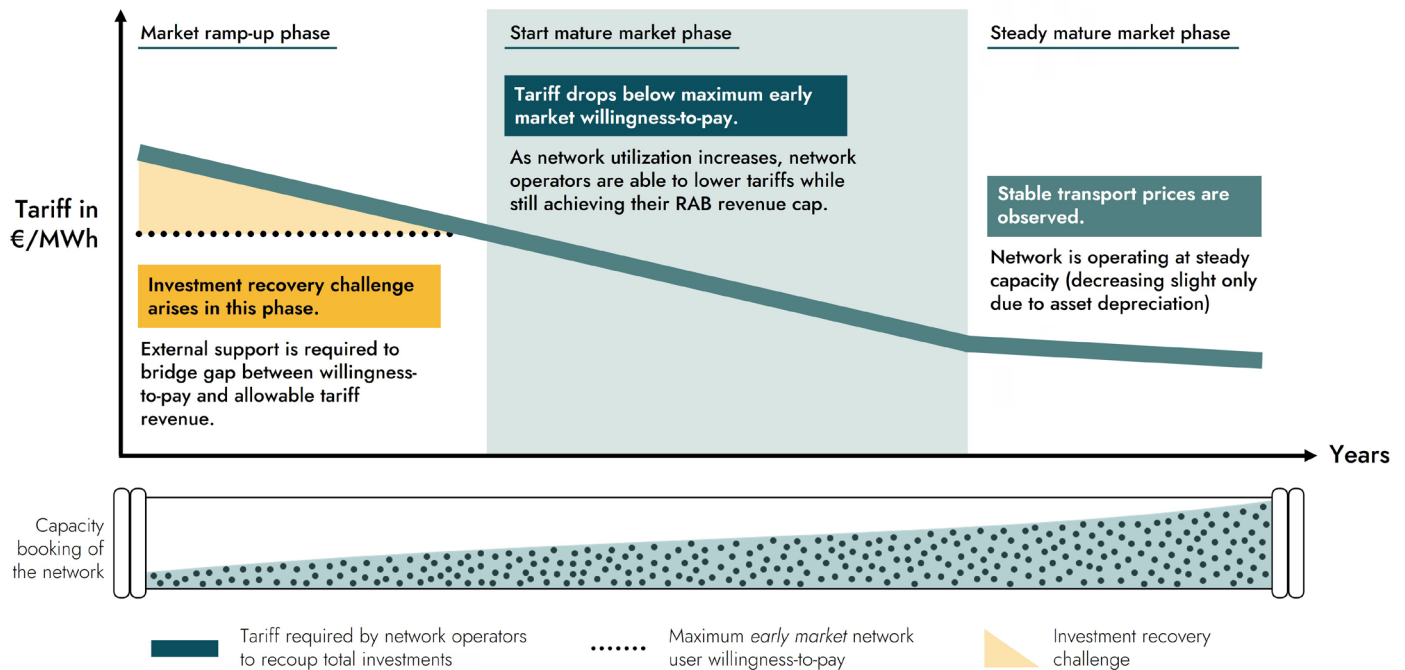 Market ramp-up phase
Start mature market phase
Steady mature market phase
Tariff drops below maximum early
market willingness-to-pay.
As network utilization increases, network
operators are able to lower tariffs while
still achieving their RAB revenue cap.
Stable transport prices are
observed.
Network is operating at steady
capacity (decreasing slight only
due to asset depreciation)
Tariff in
€/MWh
Investment recovery challenge
arises in this phase.
External support is required to
bridge gap between willingness-
to-pay and allowable tariff
revenue.
Years
Capacity
booking of
the network
Tariff required by network operators
to recoup total investments
Maximum early market network
user willingness-to-pay
Investment recovery
challenge